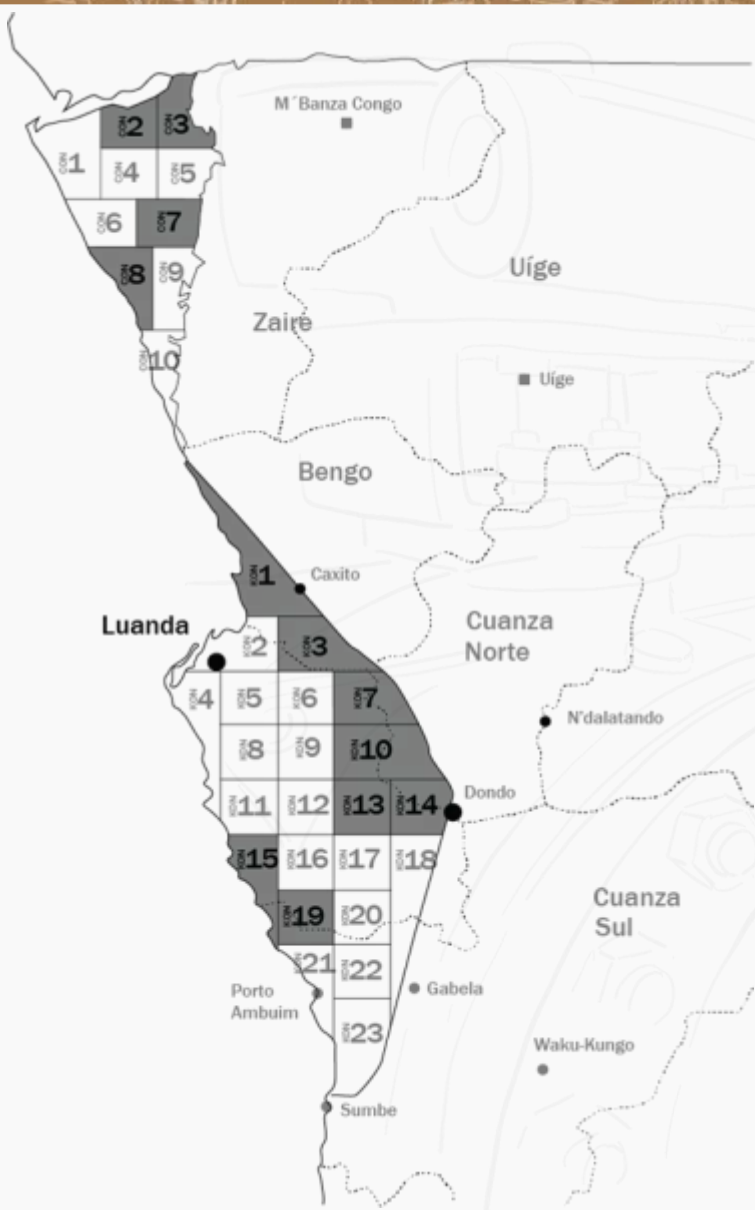 M´Banza Congo
CON 2
CON 3
CON 1
CON 4
CON 5
CON 6
CON 7
CON 8
CON 9
Uíge
Zaire
CON 10
Uíge
Bengo
KON 1
Caxito
Luanda
KON 2
KON 3
Cuanza
Norte
KON 4
KON 5
KON 6
KON 7
N'dalatando
KON 8
KON 9
KON 10
Dondo
KON 11
KON 12
KON 13
KON 14
KON 15
KON 16
KON 17
KON 18
Cuanza
Sul
KON 19
KON 20
KON 21
KON 22
Porto
Ambuim
Gabela
KON 23
Waku-Kungo
Sumbe